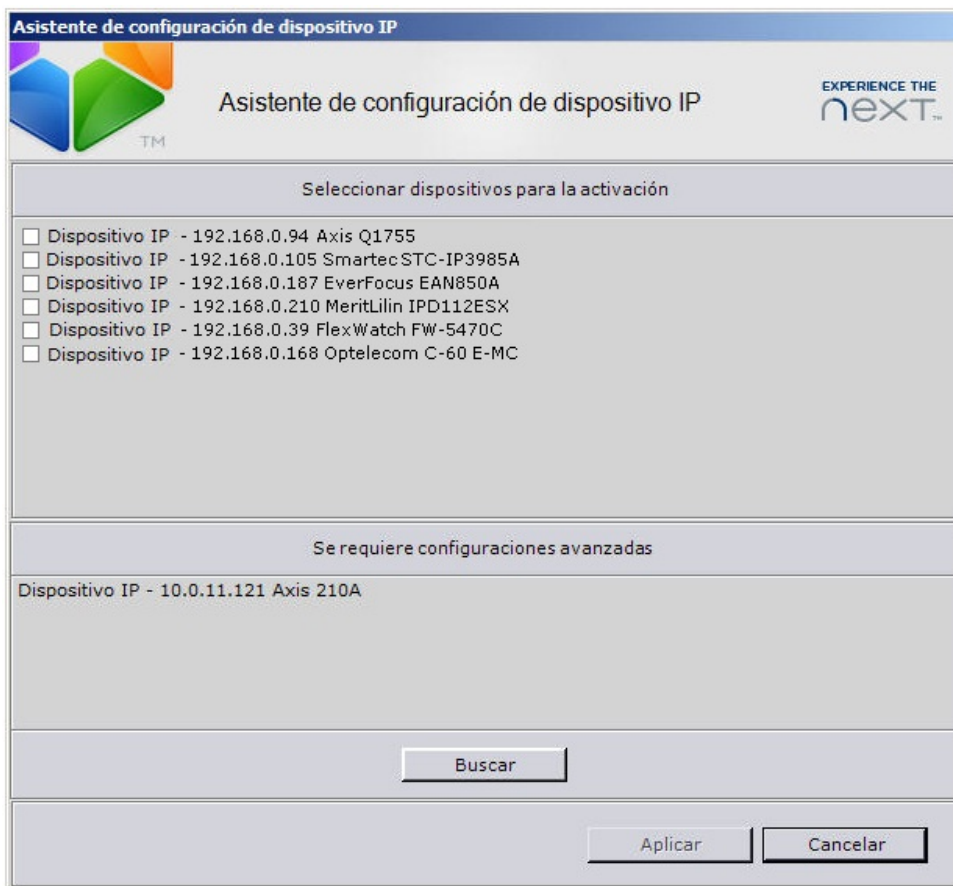 Asistente de configuración de dispositivo IP
Asistente de configuración de dispositivo IP
EXPERIENCE THE
next™
TM
Seleccionar dispositivos para la activación
Dispositivo IP - 192.168.0.94 Axis Q1755
Dispositivo IP - 192.168.0.105 Smartec STC-IP3985A
Dispositivo IP - 192.168.0.187 EverFocus EAN850A
Dispositivo IP - 192.168.0.210 MeritLilin IPD112ESX
Dispositivo IP - 192.168.0.39 FlexWatch FW-5470C
Dispositivo IP - 192.168.0.168 Optelecom C-60 E-MC
Se requiere configuraciones avanzadas
Dispositivo IP - 10.0.11.121 Axis 210A
Buscar
Aplicar
Cancelar